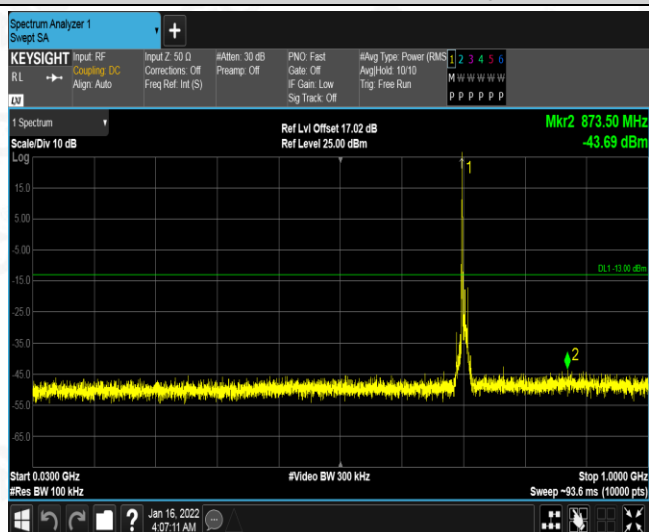 Spectrum Analyzer 1
Swept SA
+
KEYSIGHT
RL
LXI
Input: RF
Coupling: DC
Align: Auto
Input Z: 50 Ω
Corrections: Off
Freq Ref: Int (S)
#Atten: 30 dB
Preamp: Off
PNO: Fast
Gate: Off
IF Gain: Low
Sig Track: Off
#Avg Type: Power (RMS
Avg|Hold: 10/10
Trig: Free Run
1 2 3 4 5 6
M W W W W W
P P P P P P
1 Spectrum
Scale/Div 10 dB
Ref Lvl Offset 17.02 dB
Ref Level 25.00 dBm
Mkr2 873.50 MHz
-43.69 dBm
Log
15.0
5.00
-5.00
-15.0
-25.0
-35.0
-45.0
-55.0
-65.0
1
DL1 -13.00 dBm
2
Start 0.0300 GHz
#Res BW 100 kHz
#Video BW 300 kHz
Stop 1.0000 GHz
Sweep ~93.6 ms (10000 pts)
?
Jan 16, 2022
4:07:11 AM